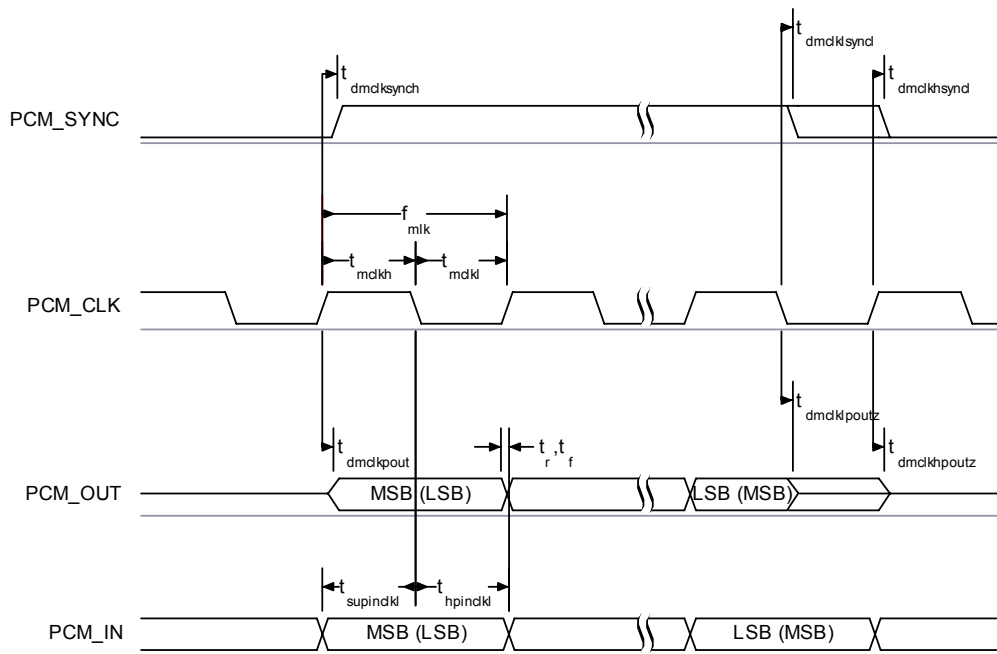 t dmclklsyncl
t dmclksynch
t dmclkhsyncl
PCM_SYNC
f mlk
t mclkh
t mclkl
PCM_CLK
t dmclklpoutz
t dmclkpout
t r ,t f
t dmclkhpoutz
PCM_OUT
MSB (LSB)
LSB (MSB)
t supinclkl
t hpinclkl
PCM_IN
MSB (LSB)
LSB (MSB)